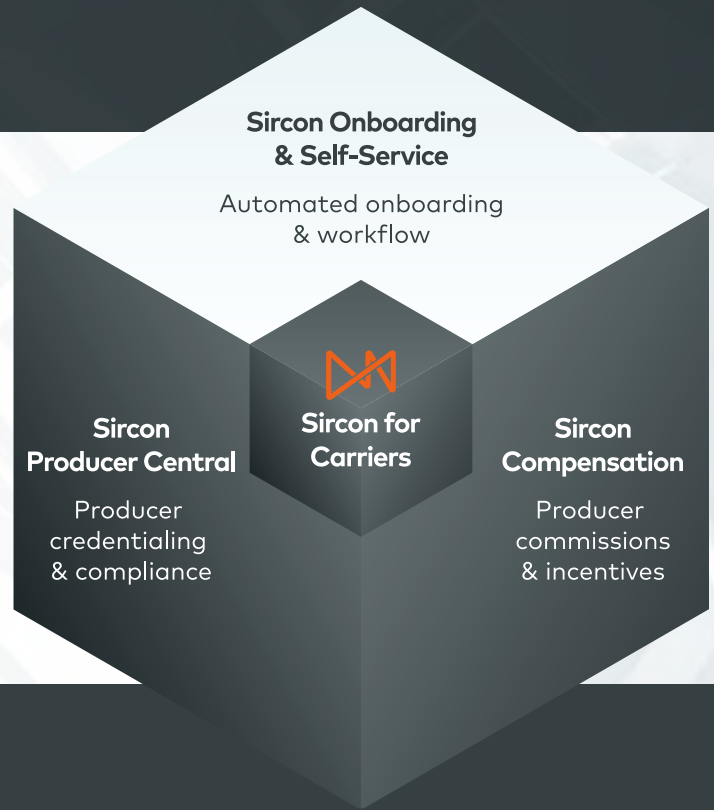 Sircon Onboarding
& Self-Service
Automated onboarding
& workflow
Sircon for
Carriers
Sircon
Producer Central
Producer
credentialing
& compliance
Sircon
Compensation
Producer
commissions
& incentives